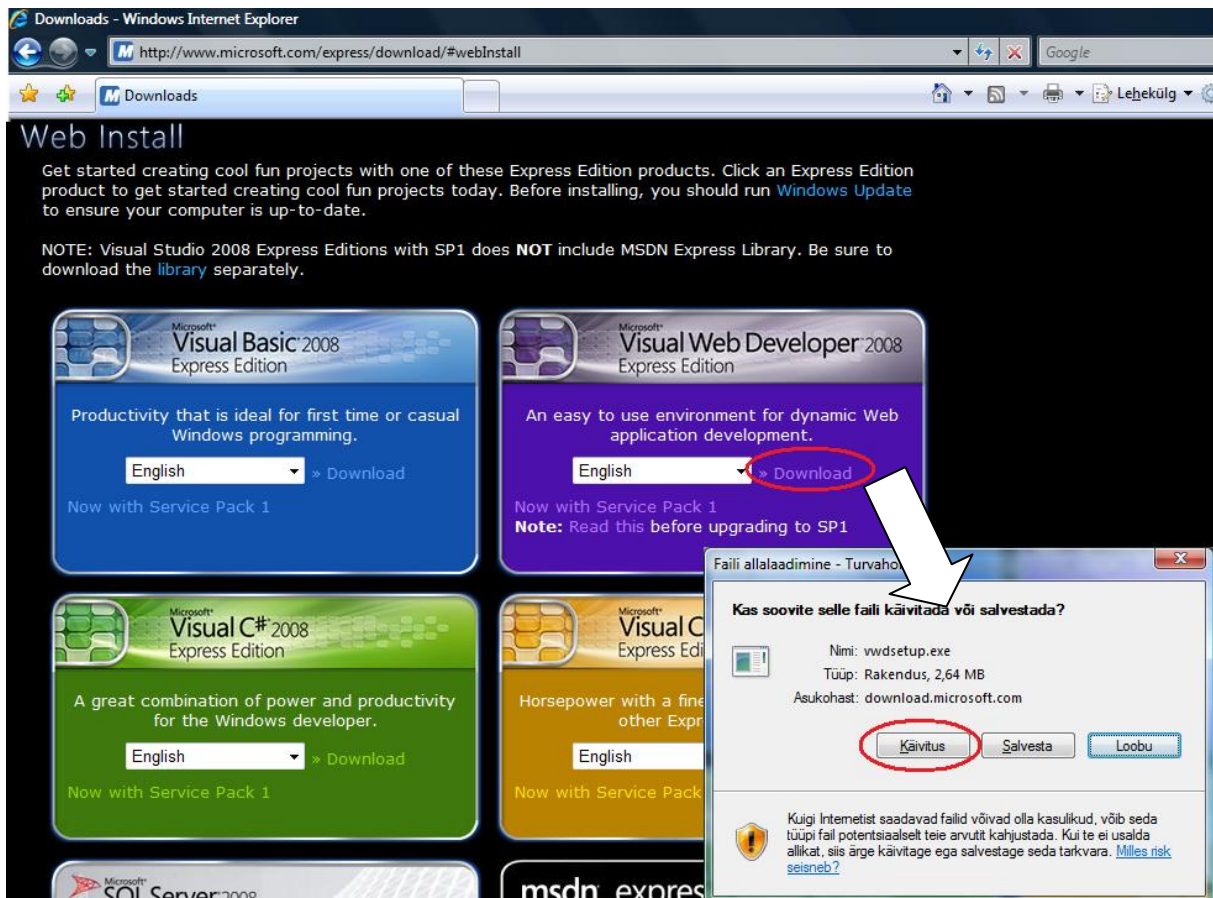 Downloads - Windows Internet Explorer
http://www.microsoft.com/express/download/#webInstall
Google
Downloads
Lehekülg
Web Install
Get started creating cool fun projects with one of these Express Edition products. Click an Express Edition
product to get started creating cool fun projects today. Before installing, you should run Windows Update
to ensure your computer is up-to-date.
NOTE: Visual Studio 2008 Express Editions with SP1 does NOT include MSDN Express Library. Be sure to
download the library separately.
Microsoft
Visual Basic 2008
Express Edition
Productivity that is ideal for first time or casual
Windows programming.
English » Download
Now with Service Pack 1
Microsoft
Visual Web Developer 2008
Express Edition
An easy to use environment for dynamic Web
application development.
English » Download
Now with Service Pack 1
Note: Read this before upgrading to SP1
Microsoft
Visual C# 2008
Express Edition
A great combination of power and productivity
for the Windows developer.
English » Download
Now with Service Pack 1
Microsoft
Visual C
Express Edi
Horsepower with a fine
other Expr
English
Now with Service Pack
Faili allalaadimine - Turvaho
Kas soovite selle faili käivitada või salvestada?
Nimi: vwdsetup.exe
Tüüp: Rakendus, 2,64 MB
Asukohast: download.microsoft.com
Käivitus Salvesta Loobu
Kuigi Internetist saadavad failid võivad olla kasulikud, võib seda
tüüpi fail potentsiaalselt teie arvutit kahjustada. Kui te ei usalda
allikat, siis ärge käivitage ega salvestage seda tarkvara. Milles risk
seisneb?
Microsoft
SQL Server 2008
msdn expres